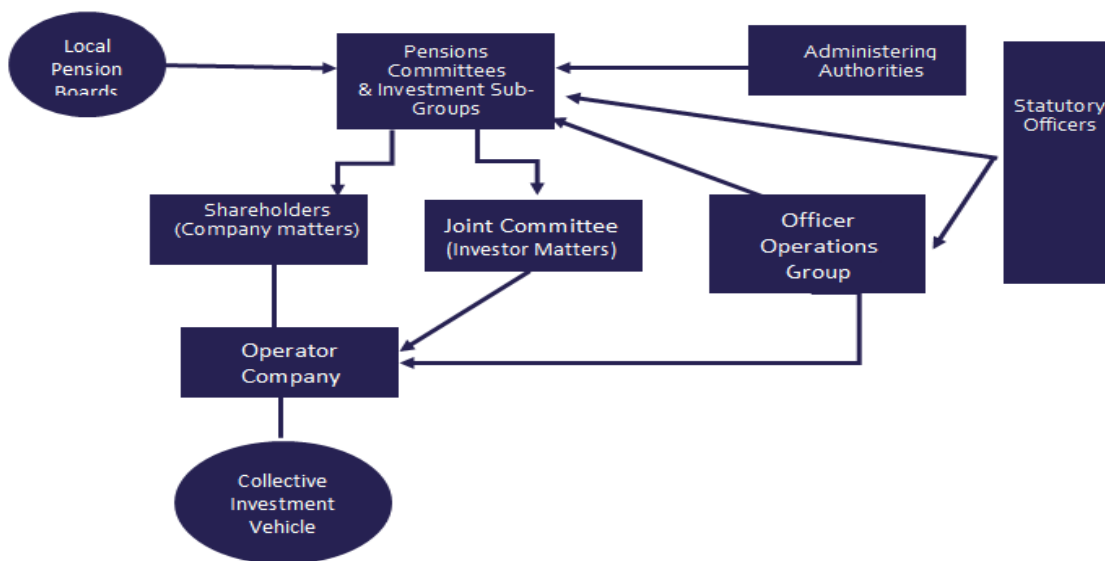 Local
Pension
Boards
Pensions
Committees
& Investment Sub-
Groups
Administering
Authorities
Statutory
Officers
Shareholders
(Company matters)
Joint Committee
(Investor Matters)
Officer
Operations
Group
Operator
Company
Collective
Investment
Vehicle